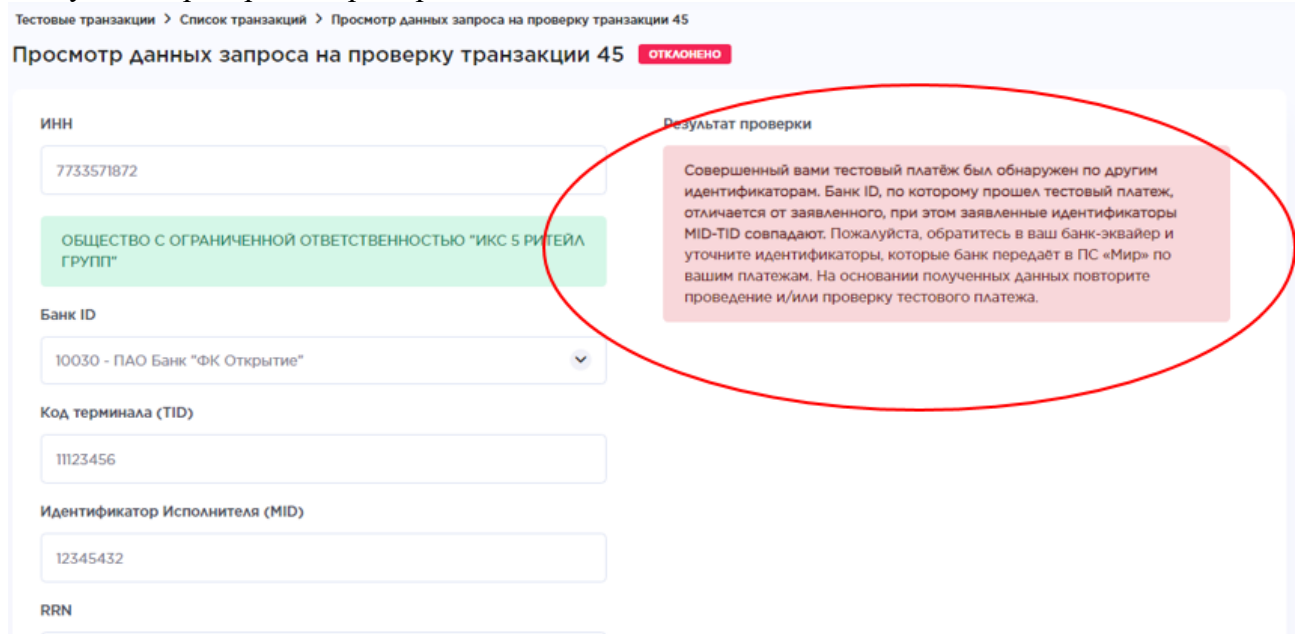 Тестовые транзакции > Список транзакций > Просмотр данных запроса на проверку транзакции 45
Просмотр данных запроса на проверку транзакции 45 ОТКЛОНЕНО
ИНН
7733571872
ОБЩЕСТВО С ОГРАНИЧЕННОЙ ОТВЕТСТВЕННОСТЬЮ "ИКС 5 РИТЕЙЛ
ГРУПП"
Банк ID
10030 - ПАО Банк "ФК Открытие"
Код терминала (TID)
11123456
Идентификатор Исполнителя (MID)
12345432
RRN
Результат проверки
Совершенный вами тестовый платёж был обнаружен по другим
идентификаторам. Банк ID, по которому прошел тестовый платеж,
отличается от заявленного, при этом заявленные идентификаторы
MID-TID совпадают. Пожалуйста, обратитесь в ваш банк-эквайер и
уточните идентификаторы, которые банк передаёт в ПС «Мир» по
вашим платежам. На основании полученных данных повторите
проведение и/или проверку тестового платежа.